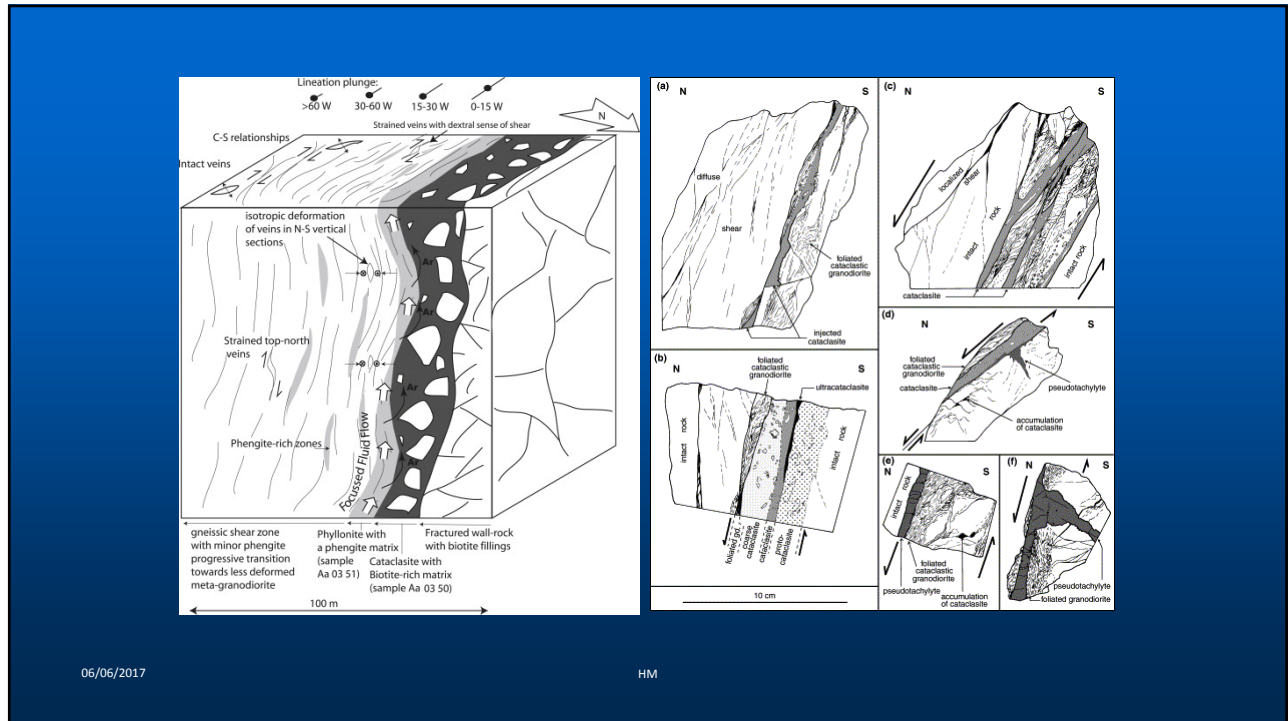 Lineation plunge:
>60 W 30-60 W 15-30 W 0-15 W
N
C-S relationships
Strained veins with dextral sense of shear
Intact veins
isotropic deformation
of veins in N-S vertical
sections
Ar
Ar
Strained top-north
veins
Ar
Phengite-rich zones
Focussed Fluid Flow
Ar
gneissic shear zone
with minor phengite
progressive transition
towards less deformed
meta-granodiorite
Phyllonite with
a phengite matrix
(sample
Aa 03 51)
Cataclasite with
Biotite-rich matrix
(sample Aa 03 50)
Fractured wall-rock
with biotite fillings
100 m
(a)
N S
diffuse
shear
foliated
cataclastic
granodiorite
injected
cataclasite
(b)
N S
foliated
cataclastic
granodiorite
ultracataclasite
intact rock
intact rock
foliated gd.
coarse
cataclasite
cataclasite
proto-
cataclasite
10 cm
(c)
N S
localized shear
intact rock
intact rock
cataclasite
(d)
N S
foliated
cataclastic
granodiorite
cataclasite
pseudotachylyte
accumulation
of cataclasite
(e)
N S
intact rock
foliated
cataclastic
granodiorite
pseudotachylyte
accumulation
of cataclasite
(f)
N S
pseudotachylyte
foliated granodiorite
06/06/2017
HM